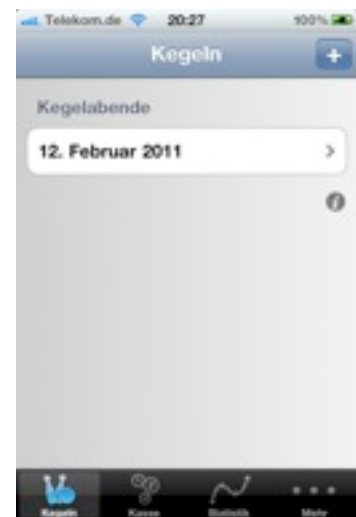 Telekom.de 20:27 100%
Kegeln +
Kegelabende
12. Februar 2011 >
i
Kegeln Kasse Statistik Mehr